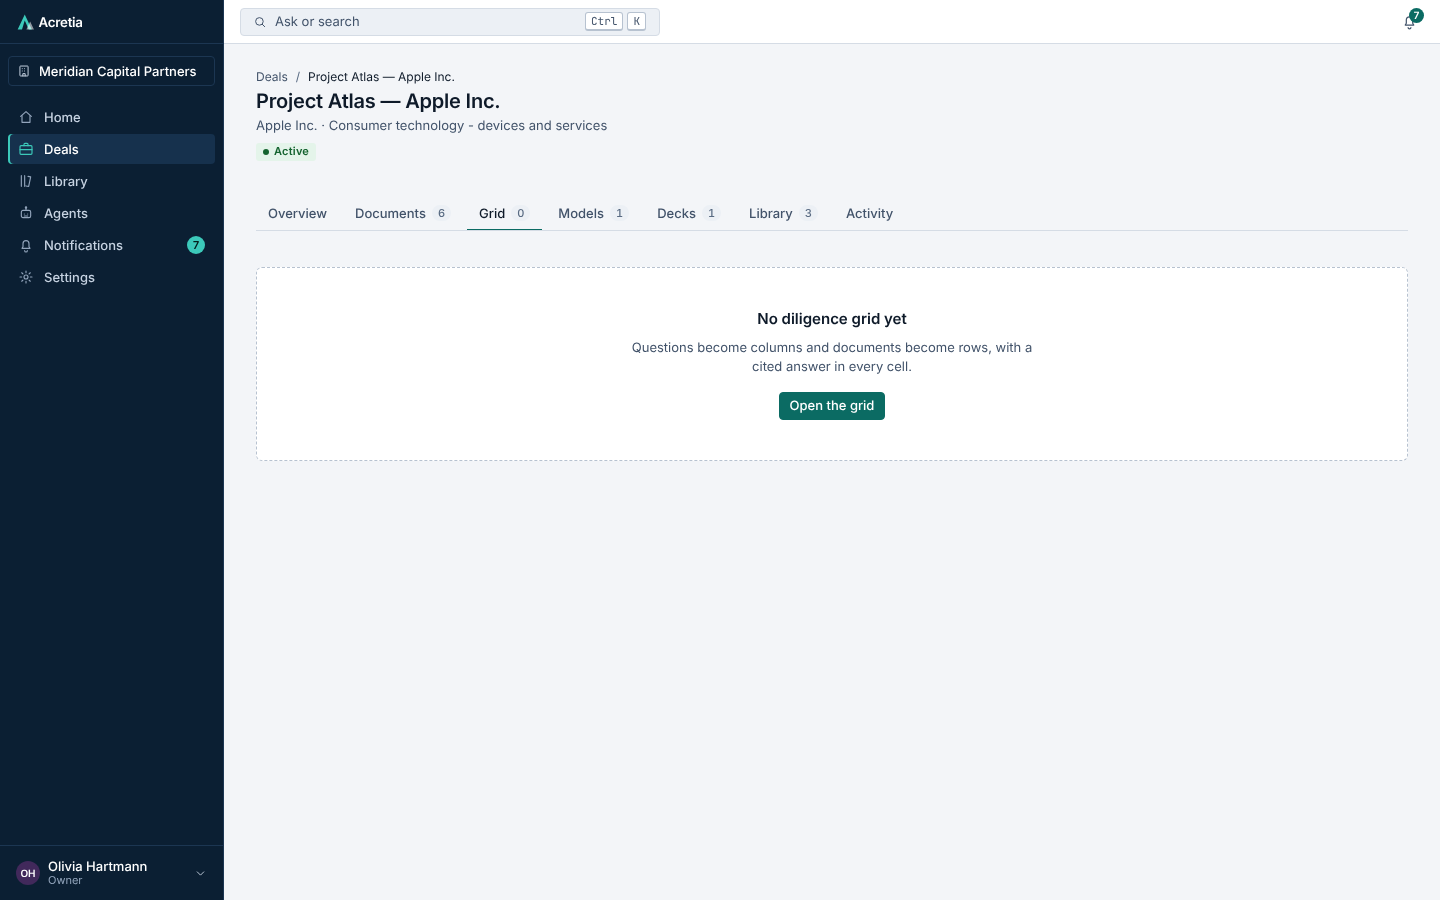 Acretia
Ask or search
Ctrl K
7
Meridian Capital Partners
Home
Deals
Library
Agents
Notifications 7
Settings
Deals / Project Atlas — Apple Inc.
Project Atlas — Apple Inc.
Apple Inc. · Consumer technology - devices and services
Active
Overview Documents 6 Grid 0 Models 1 Decks 1 Library 3 Activity
No diligence grid yet
Questions become columns and documents become rows, with a
cited answer in every cell.
Open the grid
OH
Olivia Hartmann
Owner